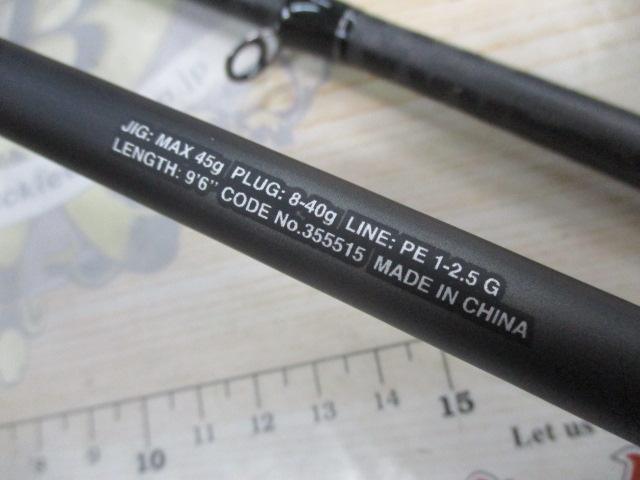 JIG: MAX 45g PLUG: 8-40g LINE: PE 1-2.5 G
LENGTH: 9'6" CODE No.355515 MADE IN CHINA
9 10 11 12 13 14 15
Let us